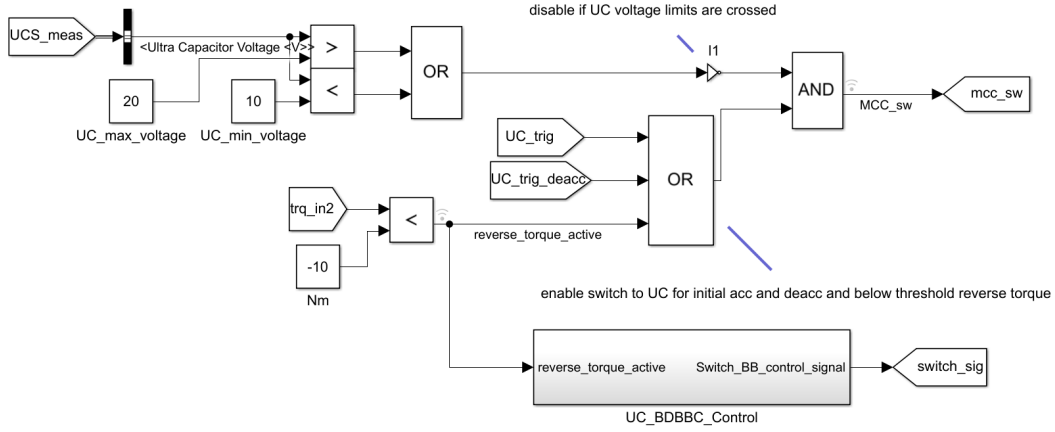 disable if UC voltage limits are crossed
UCS_meas
<Ultra Capacitor Voltage <V>>
>
<
OR
I1
AND
MCC_sw
mcc_sw
20
UC_max_voltage
10
UC_min_voltage
UC_trig
UC_trig_deacc
OR
trq_in2
<
reverse_torque_active
-10
Nm
enable switch to UC for initial acc and deacc and below threshold reverse torque
reverse_torque_active
Switch_BB_control_signal
switch_sig
UC_BDBBC_Control